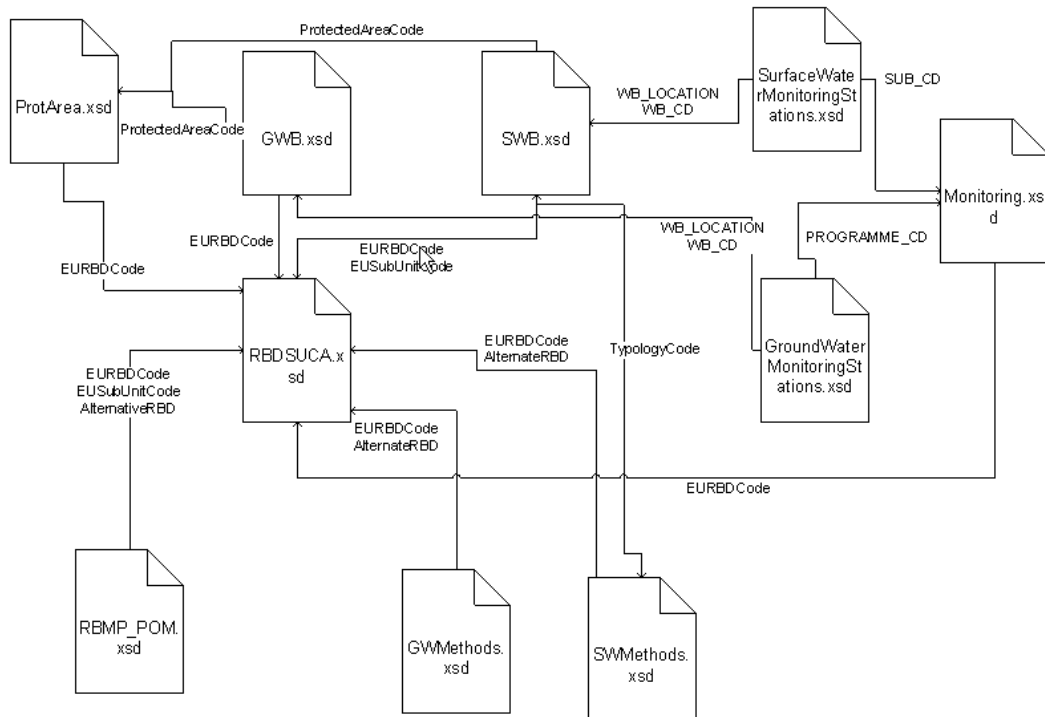 ProtectedAreaCode
ProtArea.xsd
ProtectedAreaCode
GWB.xsd
SWB.xsd
WB_LOCATION
WB_CD
SurfaceWate
rMonitoringSt
ations.xsd
SUB_CD
Monitoring.xs
d
EURBDCode
EURBDCode
EURBDCode
EUSubUnitCode
WB_LOCATION
WB_CD
PROGRAMME_CD
RBDSUCA.x
sd
EURBDCode
AlternateRBD
TypologyCode
GroundWater
MonitoringSt
ations.xsd
EURBDCode
EUSubUnitCode
AlternativeRBD
EURBDCode
AlternateRBD
EURBDCode
RBMP_POM.
xsd
GWMethods.
xsd
SWMethods.
xsd